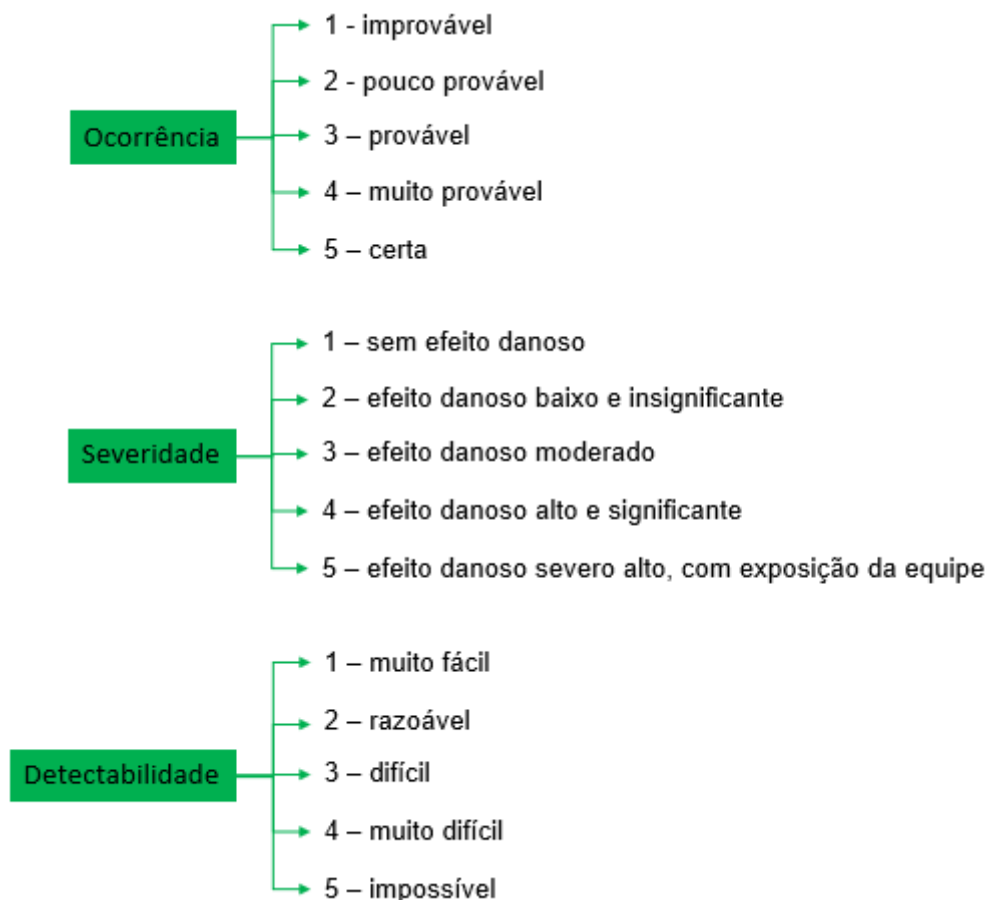 Ocorrência
1 - improvável
2 - pouco provável
3 – provável
4 – muito provável
5 – certa
Severidade
1 – sem efeito danoso
2 – efeito danoso baixo e insignificante
3 – efeito danoso moderado
4 – efeito danoso alto e significante
5 – efeito danoso severo alto, com exposição da equipe
Detectabilidade
1 – muito fácil
2 – razoável
3 – difícil
4 – muito difícil
5 – impossível